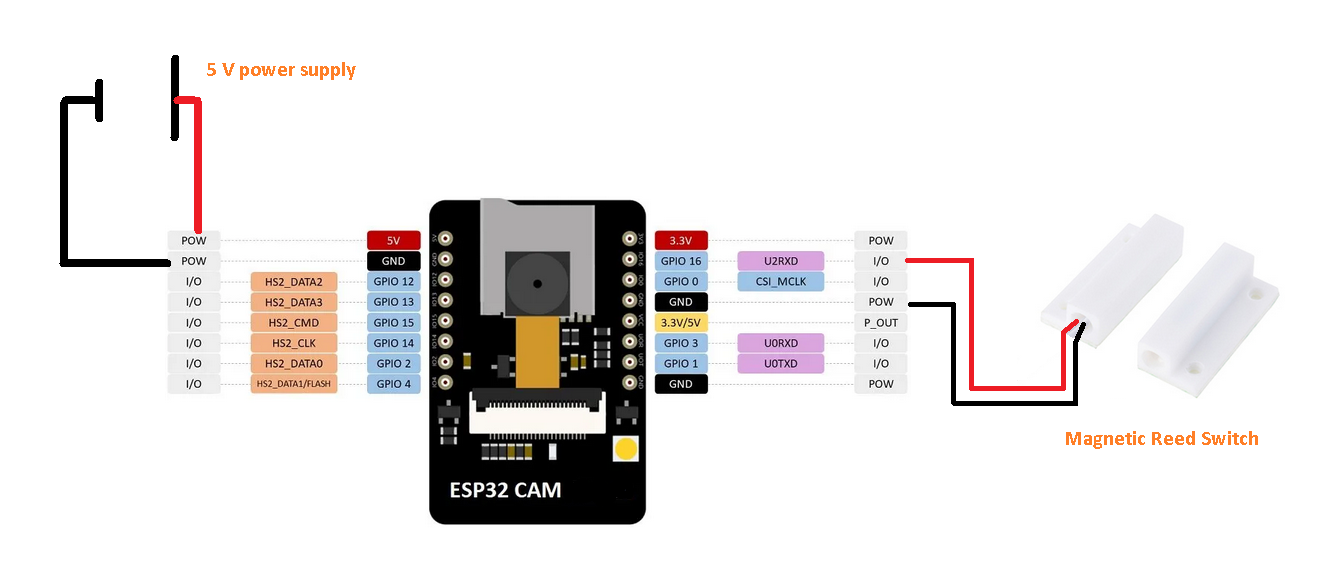 5 V power supply
POW 5V 3.3V POW
POW GND GPIO 16 U2RXD I/O
I/O HS2_DATA2 GPIO 12 GPIO 0 CSI_MCLK I/O
I/O HS2_DATA3 GPIO 13 GND POW
I/O HS2_CMD GPIO 15 3.3V/5V P_OUT
I/O HS2_CLK GPIO 14 GPIO 3 U0RXD I/O
I/O HS2_DATA0 GPIO 2 GPIO 1 U0TXD I/O
I/O HS2_DATA1/FLASH GPIO 4 GND POW
Magnetic Reed Switch
ESP32 CAM